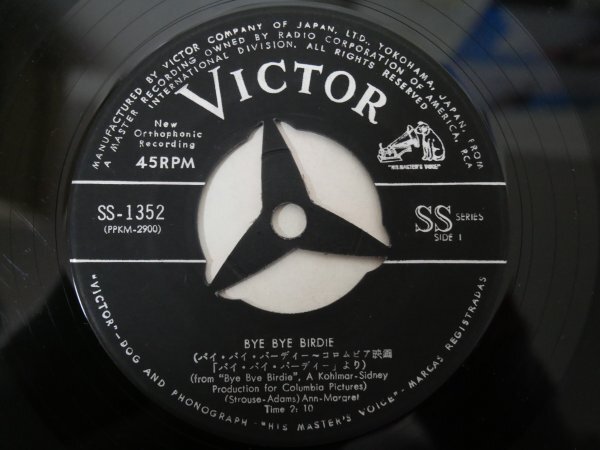 MANUFACTURED BY VICTOR COMPANY OF JAPAN, LTD., YOKOHAMA, JAPAN, FROM
A MASTER RECORDING OWNED BY RADIO CORPORATION OF AMERICA, RCA
INTERNATIONAL DIVISION. ALL RIGHTS RESERVED
VICTOR
New
Orthophonic
Recording
45RPM
"HIS MASTER'S VOICE"
SS-1352
(PPKM-2900)
SS SERIES
SIDE 1
BYE BYE BIRDIE
(バイ・バイ・バーディー~コロムビア映画
「バイ・バイ・バーディー」より)
(from "Bye Bye Birdie", A Kohlmar-Sidney
Production for Columbia Pictures)
(Strouse-Adams) Ann-Margret
Time 2: 10
"VICTOR"-DOG AND PHONOGRAPH-"HIS MASTER'S VOICE"-MARCAS REGISTRADAS